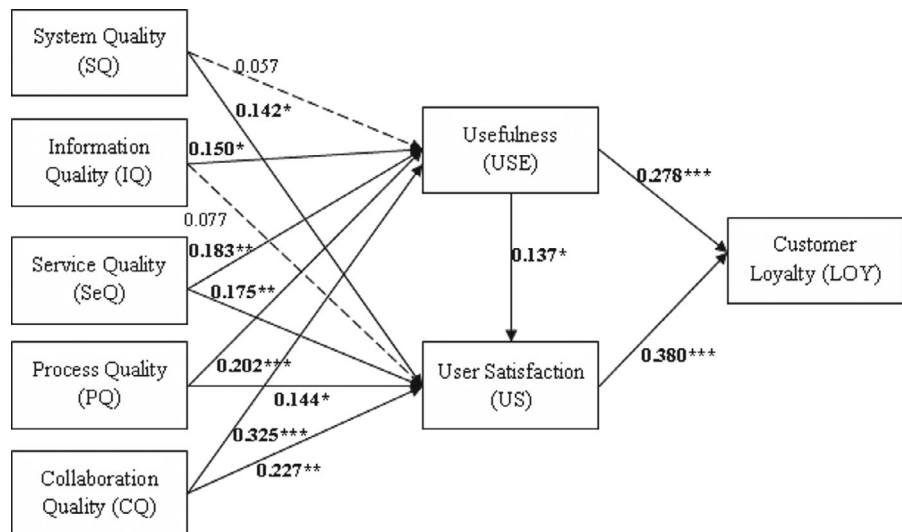 System Quality
(SQ)
0.057
0.142*
Information
Quality (IQ)
0.150*
0.077
Usefulness
(USE)
0.278***
Service Quality
(SeQ)
0.183**
0.175**
0.137*
Customer
Loyalty (LOY)
Process Quality
(PQ)
0.202***
0.144*
User Satisfaction
(US)
0.380***
0.325***
0.227**
Collaboration
Quality (CQ)